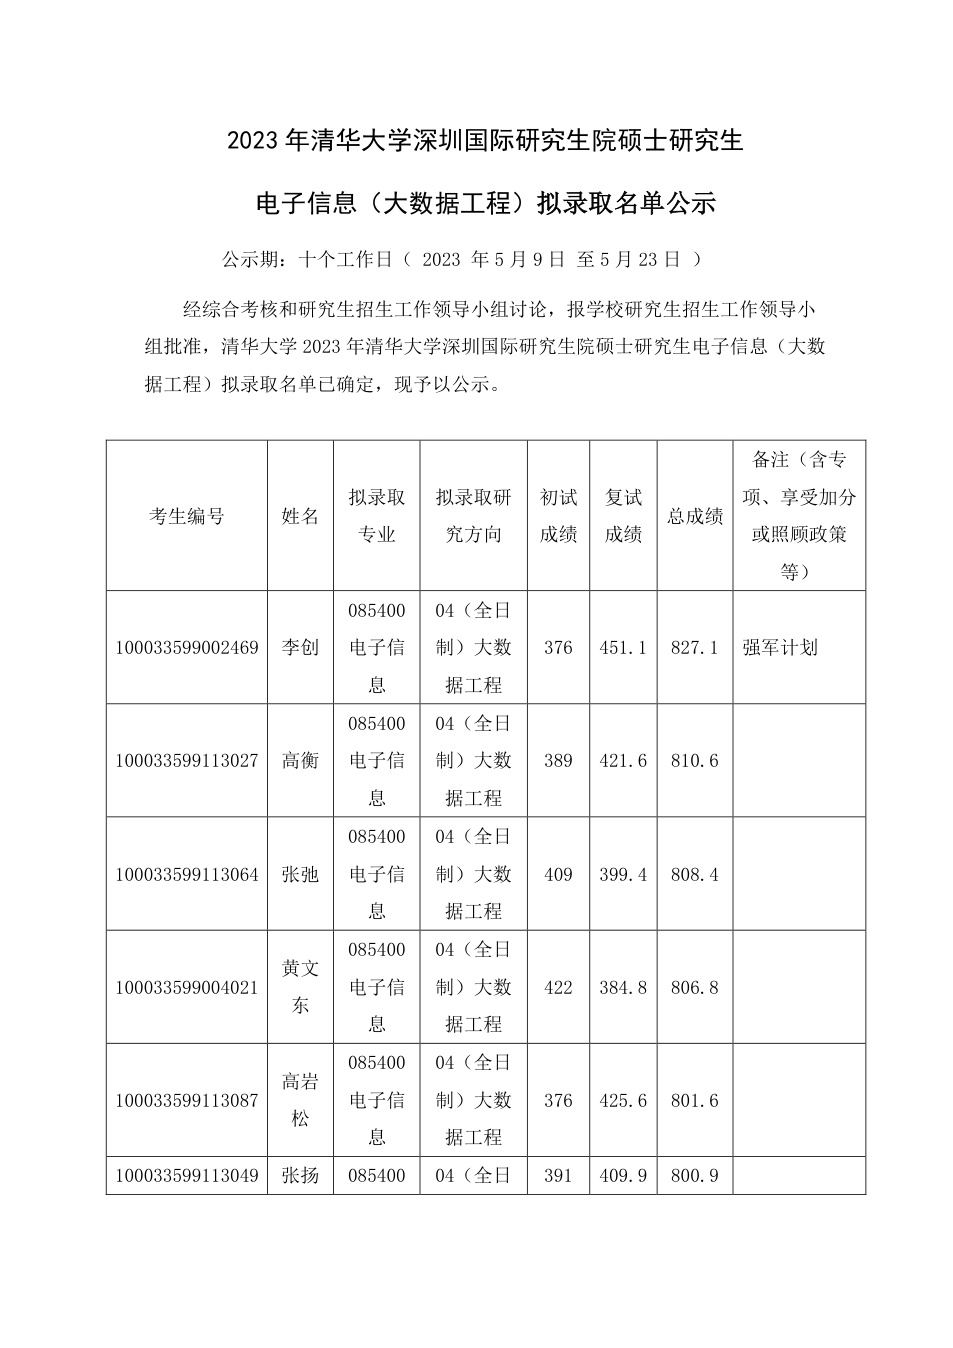 2023 年清华大学深圳国际研究生院硕士研究生
电子信息（大数据工程）拟录取名单公示
公示期：十个工作日（ 2023 年 5 月 9 日 至 5 月 23 日 ）
经综合考核和研究生招生工作领导小组讨论，报学校研究生招生工作领导小
组批准，清华大学 2023 年清华大学深圳国际研究生院硕士研究生电子信息（大数
据工程）拟录取名单已确定，现予以公示。
考生编号
姓名
拟录取
专业
拟录取研
究方向
初试
成绩
复试
成绩
总成绩
备注（含专
项、享受加分
或照顾政策
等）
100033599002469
李创
085400
电子信
息
04（全日
制）大数
据工程
376
451.1
827.1
强军计划
100033599113027
高衡
085400
电子信
息
04（全日
制）大数
据工程
389
421.6
810.6
100033599113064
张弛
085400
电子信
息
04（全日
制）大数
据工程
409
399.4
808.4
100033599004021
黄文
东
085400
电子信
息
04（全日
制）大数
据工程
422
384.8
806.8
100033599113087
高岩
松
085400
电子信
息
04（全日
制）大数
据工程
376
425.6
801.6
100033599113049
张扬
085400
04（全日
391
409.9
800.9